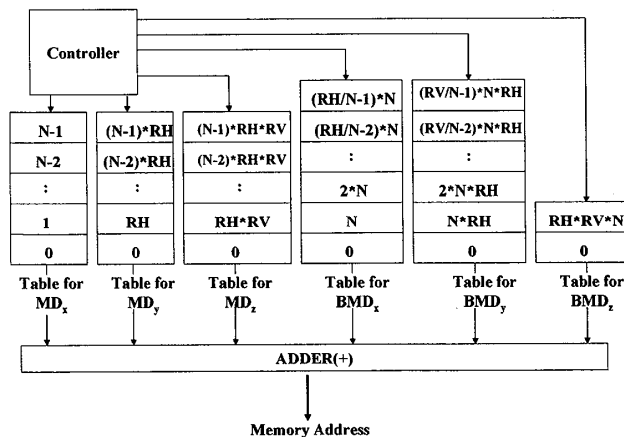 Controller
N-1
N-2
:
1
0
(N-1)*RH
(N-2)*RH
:
RH
0
(N-1)*RH*RV
(N-2)*RH*RV
:
RH*RV
0
(RH/N-1)*N
(RH/N-2)*N
:
2*N
N
0
(RV/N-1)*N*RH
(RV/N-2)*N*RH
:
2*N*RH
N*RH
0
RH*RV*N
0
Table for
MDx
Table for
MDy
Table for
MDz
Table for
BMDx
Table for
BMDy
Table for
BMDz
ADDER(+)
Memory Address